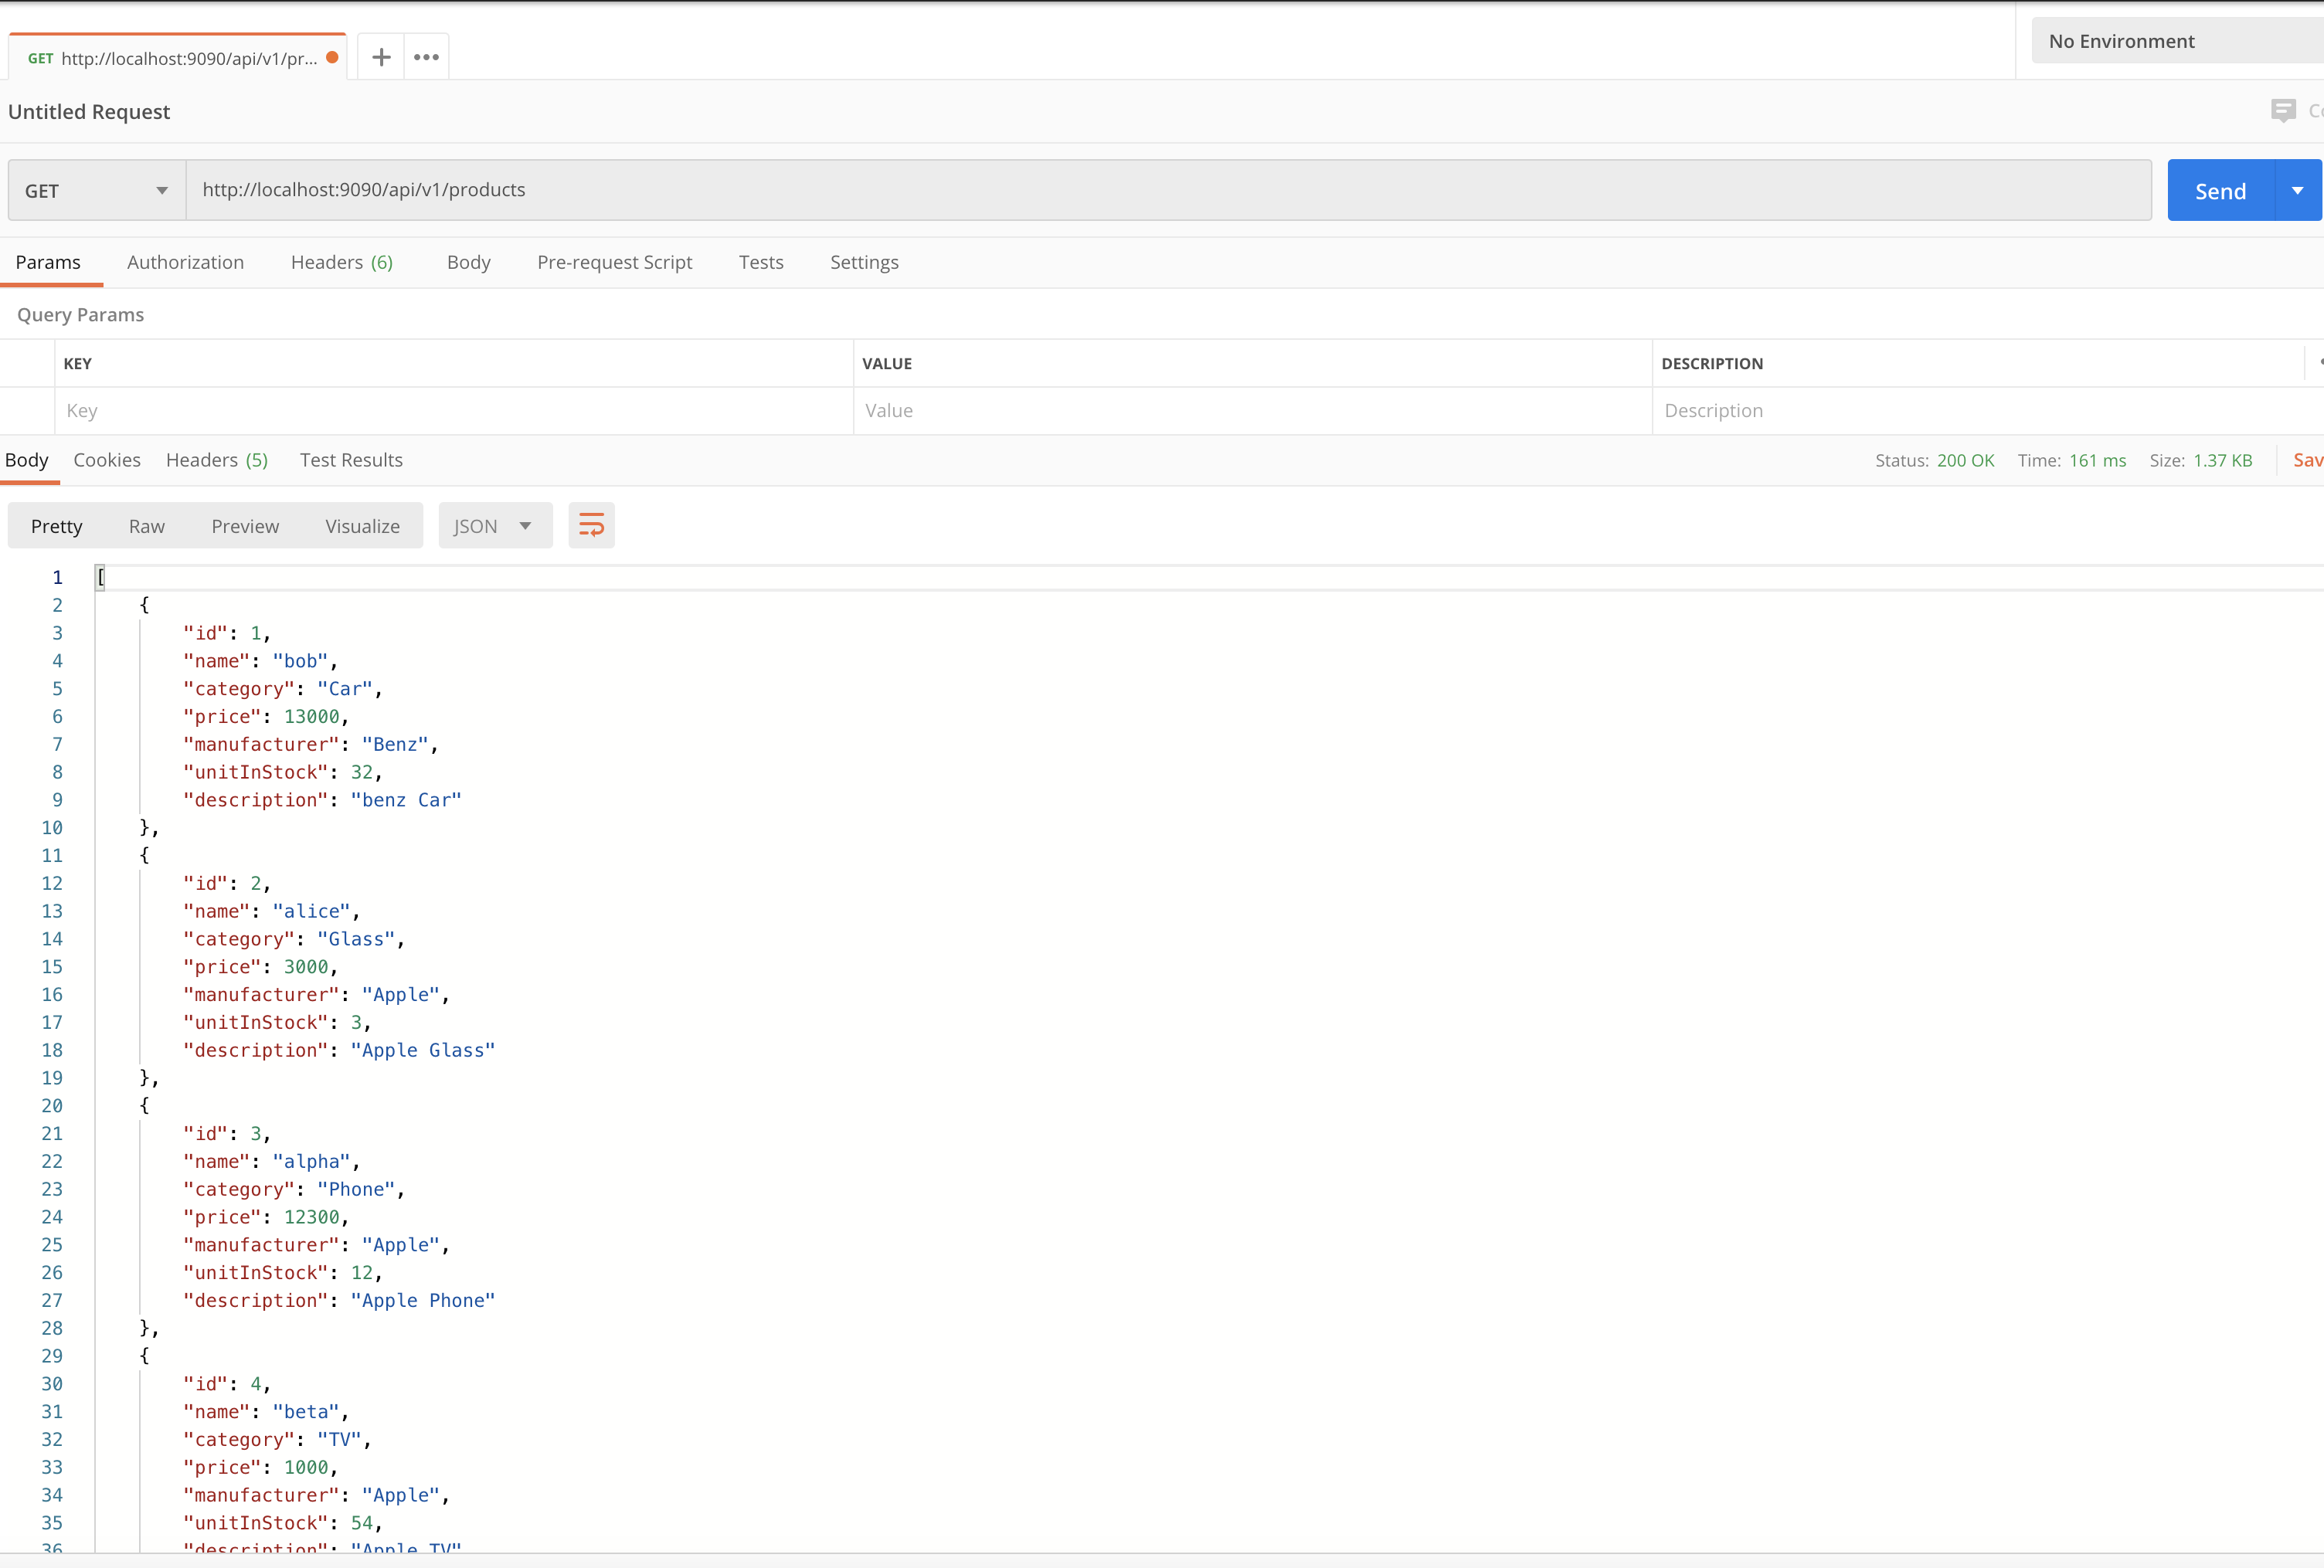 GET http://localhost:9090/api/v1/pr...
No Environment
Untitled Request
GET http://localhost:9090/api/v1/products Send
Params Authorization Headers (6) Body Pre-request Script Tests Settings
Query Params
KEY VALUE DESCRIPTION
Key Value Description
Body Cookies Headers (5) Test Results Status: 200 OK Time: 161 ms Size: 1.37 KB Sav
Pretty Raw Preview Visualize JSON
1 [
2 {
3 "id": 1,
4 "name": "bob",
5 "category": "Car",
6 "price": 13000,
7 "manufacturer": "Benz",
8 "unitInStock": 32,
9 "description": "benz Car"
10 },
11 {
12 "id": 2,
13 "name": "alice",
14 "category": "Glass",
15 "price": 3000,
16 "manufacturer": "Apple",
17 "unitInStock": 3,
18 "description": "Apple Glass"
19 },
20 {
21 "id": 3,
22 "name": "alpha",
23 "category": "Phone",
24 "price": 12300,
25 "manufacturer": "Apple",
26 "unitInStock": 12,
27 "description": "Apple Phone"
28 },
29 {
30 "id": 4,
31 "name": "beta",
32 "category": "TV",
33 "price": 1000,
34 "manufacturer": "Apple",
35 "unitInStock": 54,
36 "description": "Apple TV"